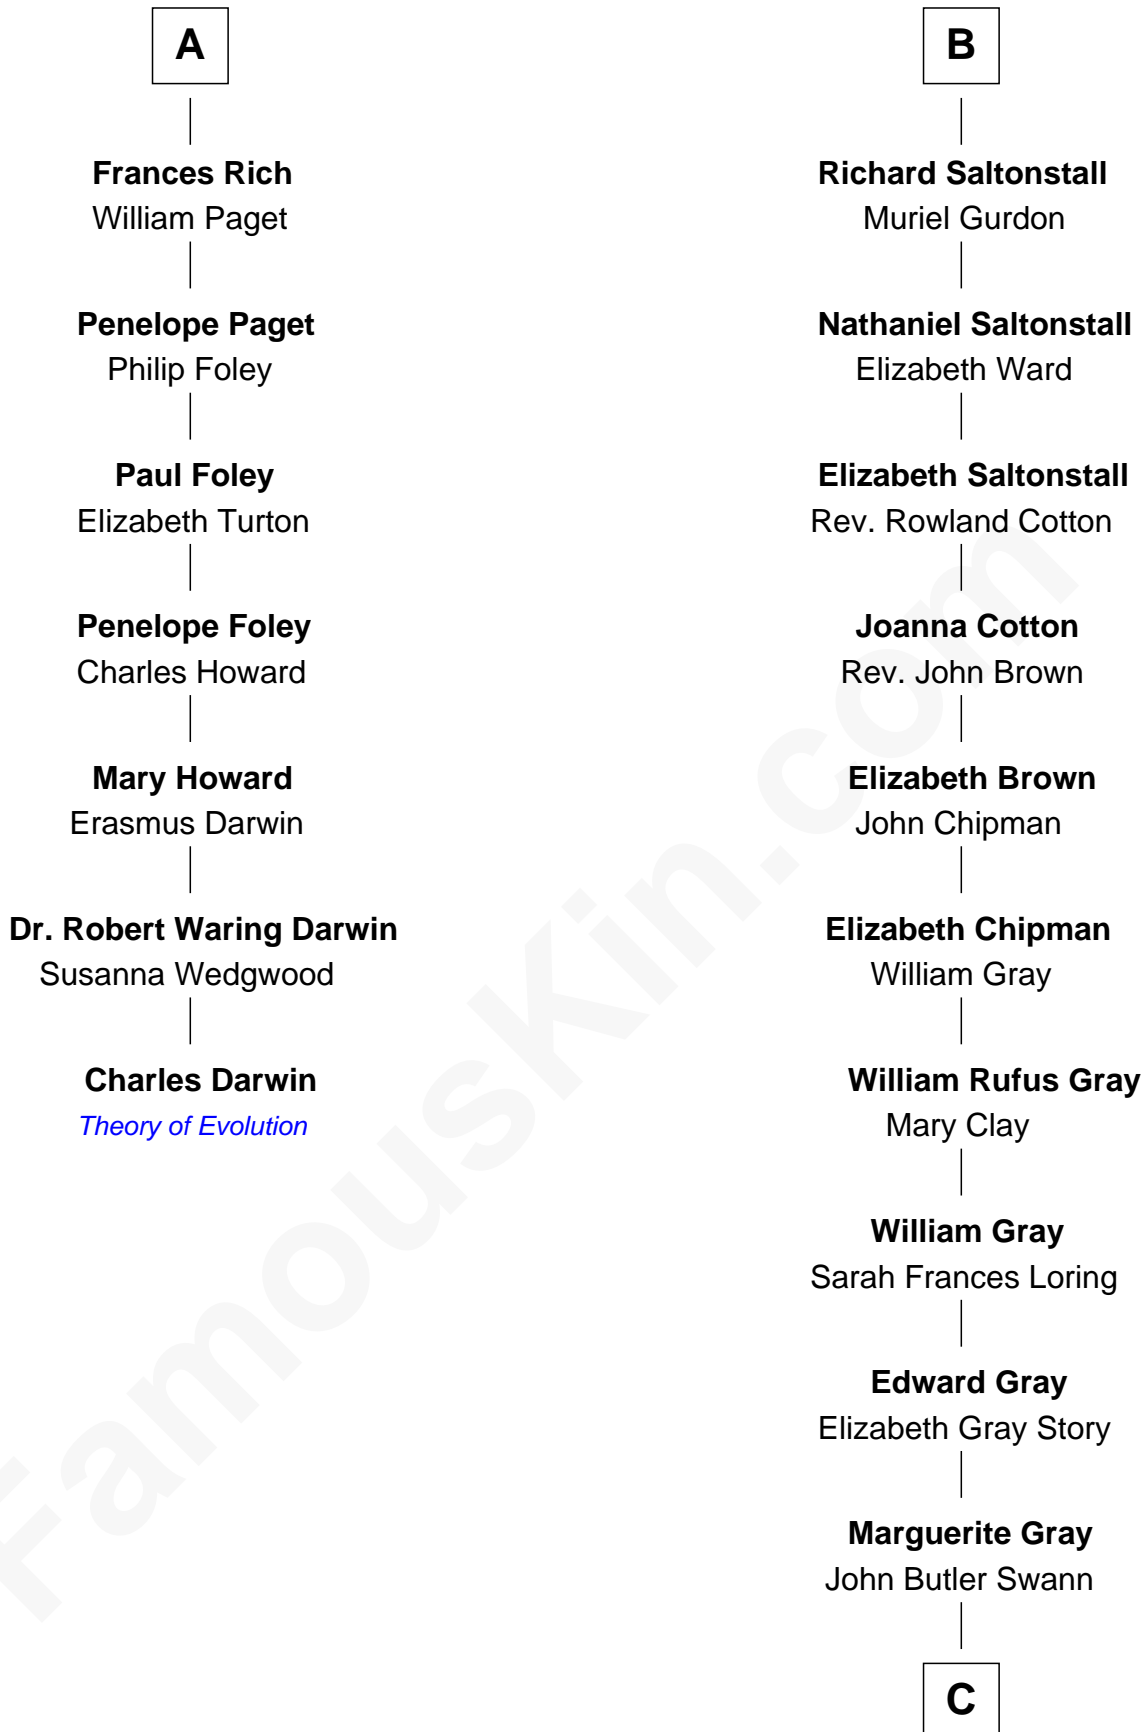 A
Frances Rich
William Paget
Penelope Paget
Philip Foley
Paul Foley
Elizabeth Turton
Penelope Foley
Charles Howard
Mary Howard
Erasmus Darwin
Dr. Robert Waring Darwin
Susanna Wedgwood
Charles Darwin
Theory of Evolution
B
Richard Saltonstall
Muriel Gurdon
Nathaniel Saltonstall
Elizabeth Ward
Elizabeth Saltonstall
Rev. Rowland Cotton
Joanna Cotton
Rev. John Brown
Elizabeth Brown
John Chipman
Elizabeth Chipman
William Gray
William Rufus Gray
Mary Clay
William Gray
Sarah Frances Loring
Edward Gray
Elizabeth Gray Story
Marguerite Gray
John Butler Swann
C
FamousKin.com